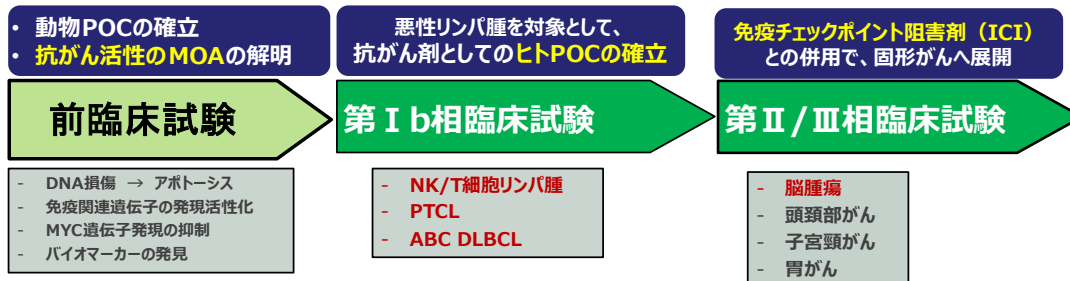 • 動物POCの確立
• 抗がん活性のMOAの解明
前臨床試験
- DNA損傷 → アポトーシス
- 免疫関連遺伝子の発現活性化
- MYC遺伝子発現の抑制
- バイオマーカーの発見
悪性リンパ腫を対象として、
抗がん剤としてのヒトPOCの確立
第Ⅰb相臨床試験
- NK/T細胞リンパ腫
- PTCL
- ABC DLBCL
免疫チェックポイント阻害剤（ICI）
との併用で、固形がんへ展開
第Ⅱ/Ⅲ相臨床試験
- 脳腫瘍
- 頭頚部がん
- 子宮頸がん
- 胃がん